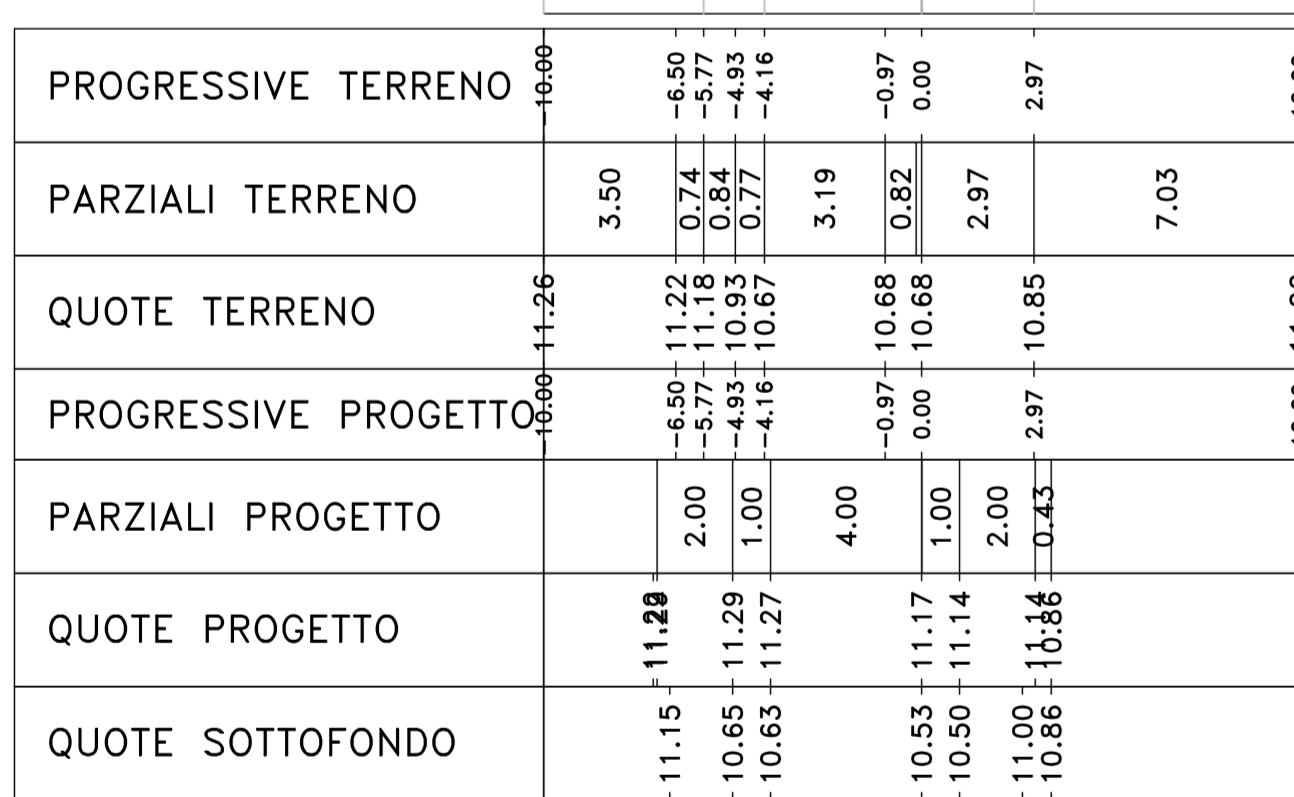 PROGRESSIVE TERRENO -10.00 -6.50 -5.77 -4.93 -4.16 -0.97 0.00 2.97
PARZIALI TERRENO 3.50 0.74 0.84 0.77 3.19 0.82 2.97 7.03
QUOTE TERRENO 11.26 11.22 11.18 10.93 10.67 10.68 10.68 10.85
PROGRESSIVE PROGETTO -10.00 -6.50 -5.77 -4.93 -4.16 -0.97 0.00 2.97
PARZIALI PROGETTO 2.00 1.00 4.00 1.00 2.00 0.43
QUOTE PROGETTO 11.29 11.27 11.17 11.14 11.14 10.86
QUOTE SOTTOFONDO 11.15 10.65 10.63 10.53 10.50 11.00 10.86